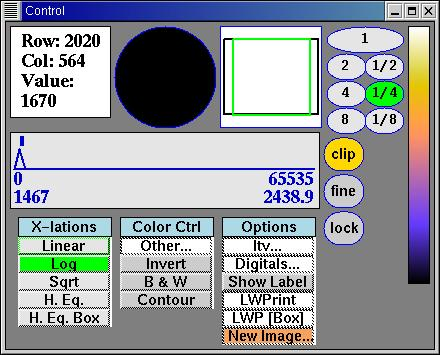 Control
Row: 2020
Col: 564
Value:
1670
1
2 1/2
4 1/4
8 1/8
clip
fine
lock
0 65535
1467 2438.9
X-lations Color Ctrl Options
Linear Other... Itv...
Log Invert Digitals...
Sqrt B & W Show Label
H. Eq. Contour LWPrint
H. Eq. Box LWP [Box]
New Image...